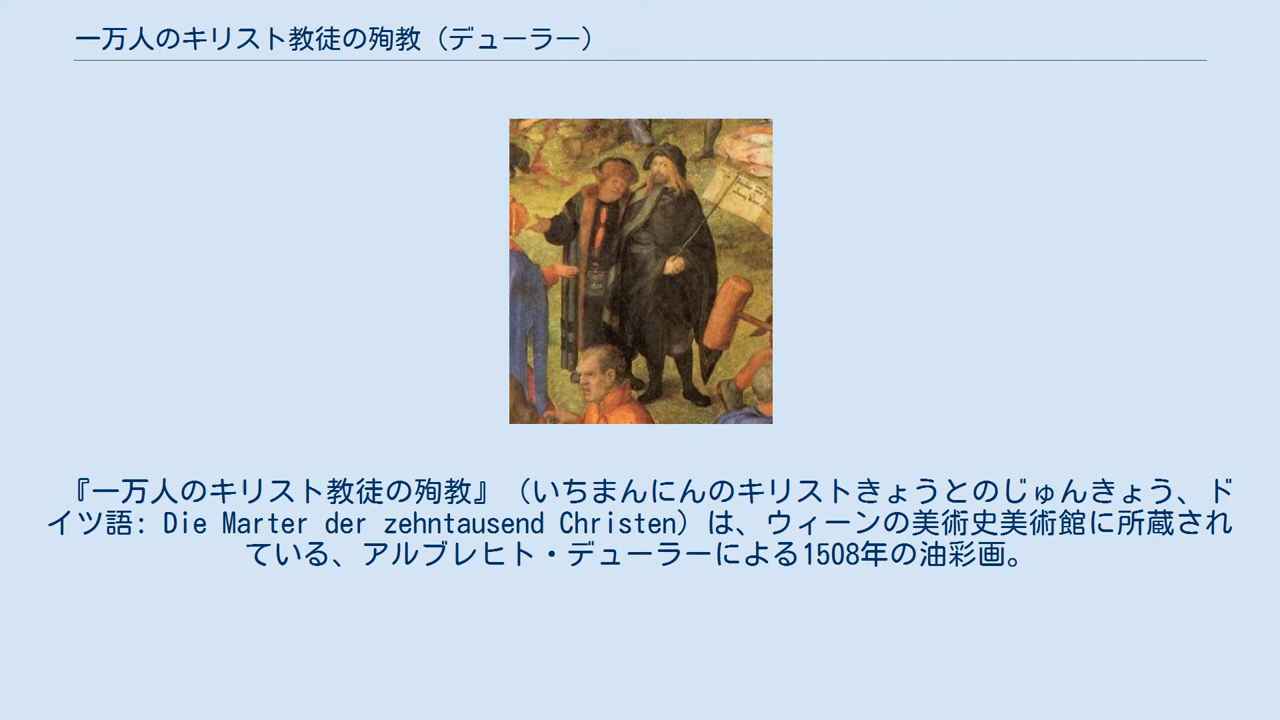 一万人のキリスト教徒の殉教（デューラー）
『一万人のキリスト教徒の殉教』（いちまんにんのキリストきょうとのじゅんきょう、ド
イツ語: Die Marter der zehntausend Christen）は、ウィーンの美術史美術館に所蔵され
ている、アルブレヒト・デューラーによる1508年の油彩画。